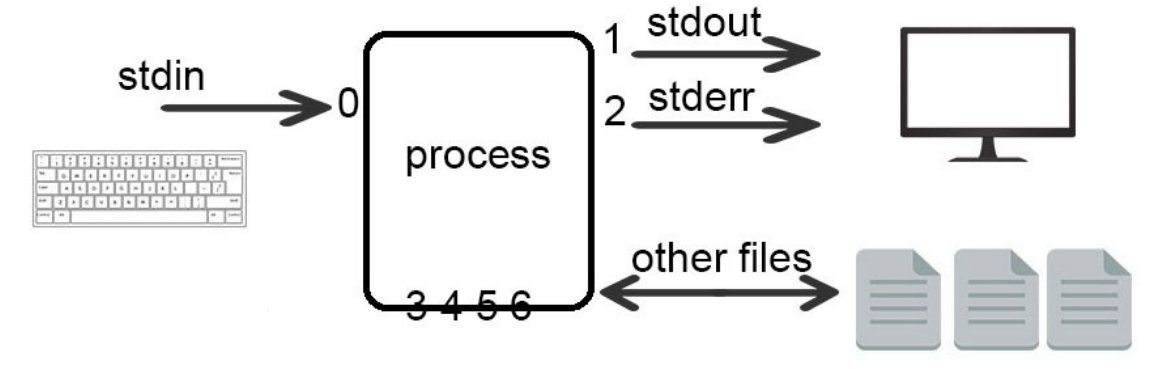 stdin
0
process
3 4 5 6
1
stdout
2
stderr
other files